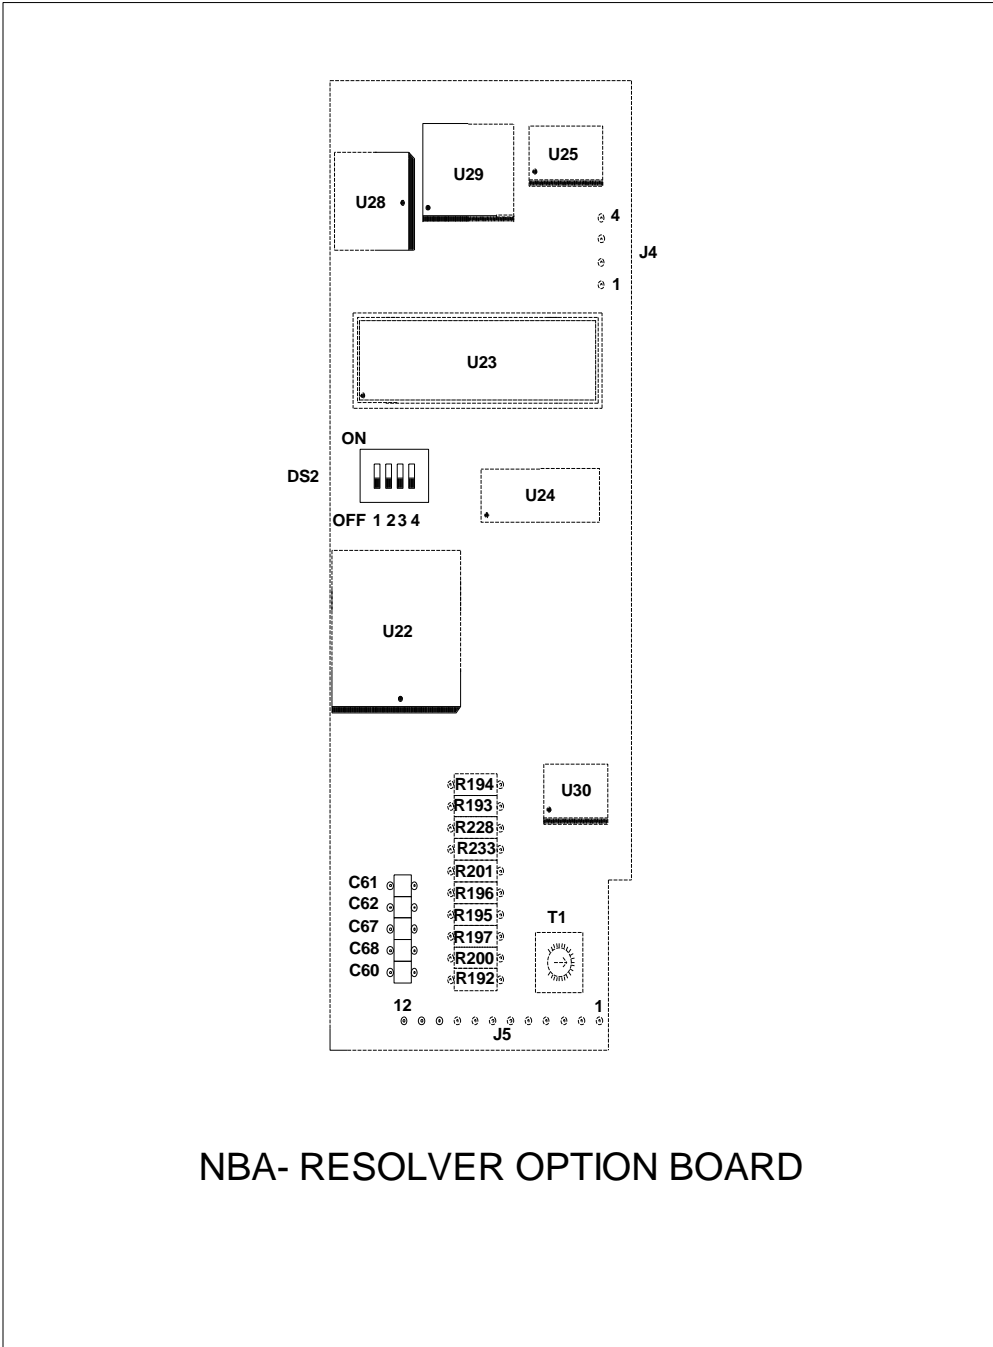 U25
U29
U28
4
J4
1
U23
ON
DS2
U24
OFF 1 2 3 4
U22
R194
U30
R193
R228
R233
R201
C61
R196
C62
R195
T1
C67
R197
C68
R200
C60
R192
12
1
J5
NBA- RESOLVER OPTION BOARD